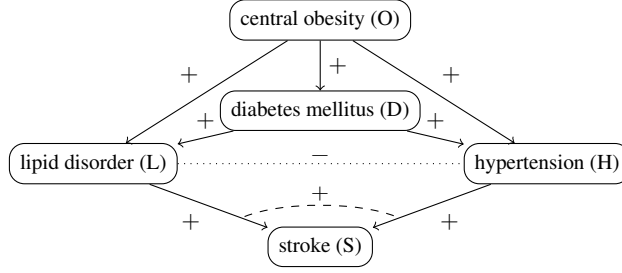 central obesity (O)
+ + +
diabetes mellitus (D)
+ +
lipid disorder (L) − hypertension (H)
+
+ +
stroke (S)